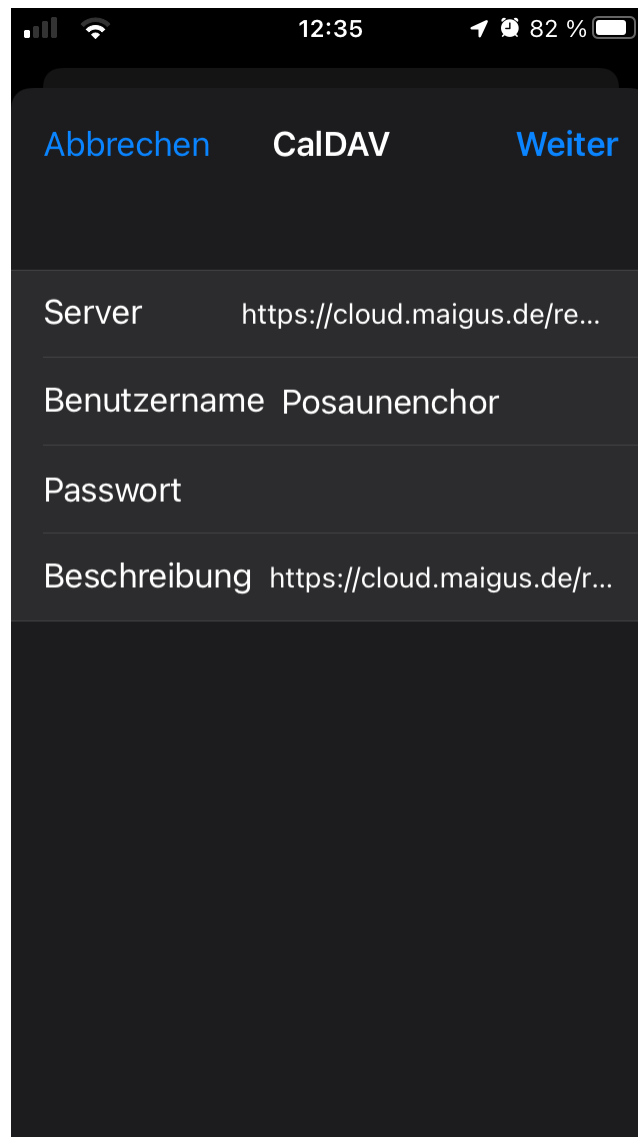 12:35 82 %
Abbrechen CalDAV Weiter
Server https://cloud.maigus.de/re...
Benutzername Posaunenchor
Passwort
Beschreibung https://cloud.maigus.de/r...